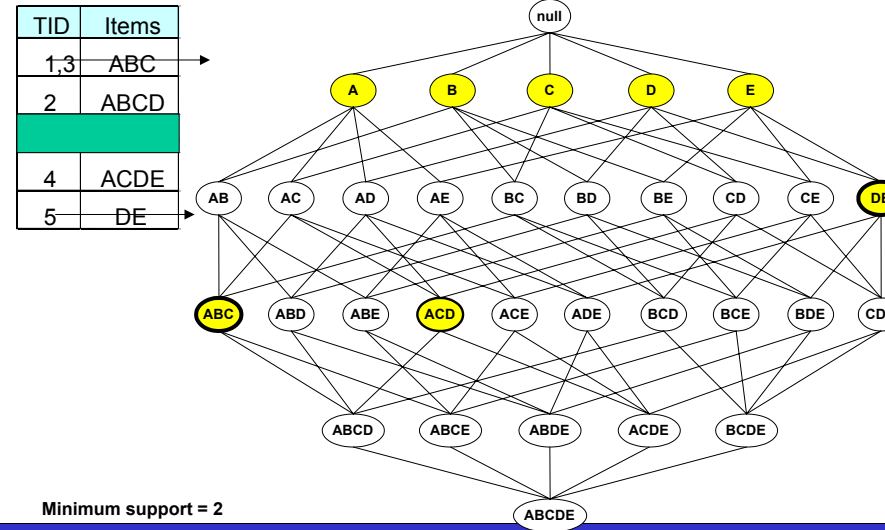 null
TID Items
1,3 ABC
2 ABCD
4 ACDE
5 DE
A B C D E
AB AC AD AE BC BD BE CD CE DE
ABC ABD ABE ACD ACE ADE BCD BCE BDE CD
ABCD ABCE ABDE ACDE BCDE
Minimum support = 2
ABCDE